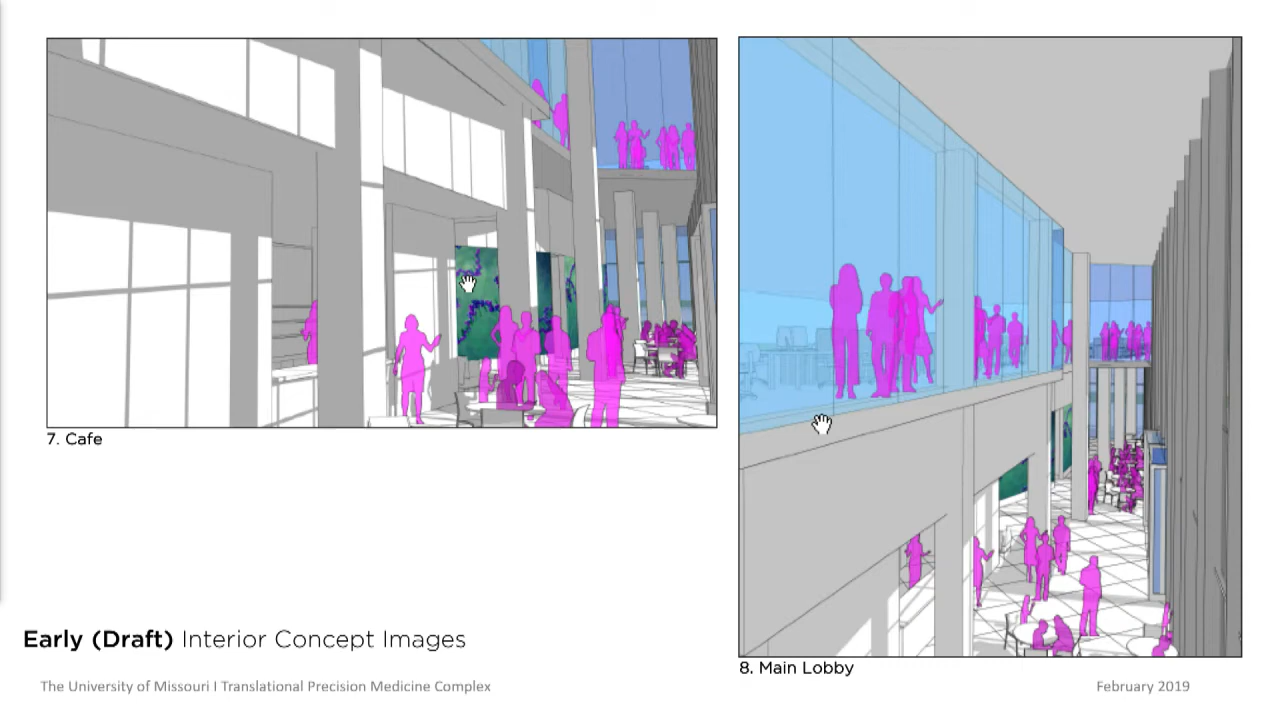 7. Cafe
8. Main Lobby
Early (Draft) Interior Concept Images
The University of Missouri I Translational Precision Medicine Complex
February 2019